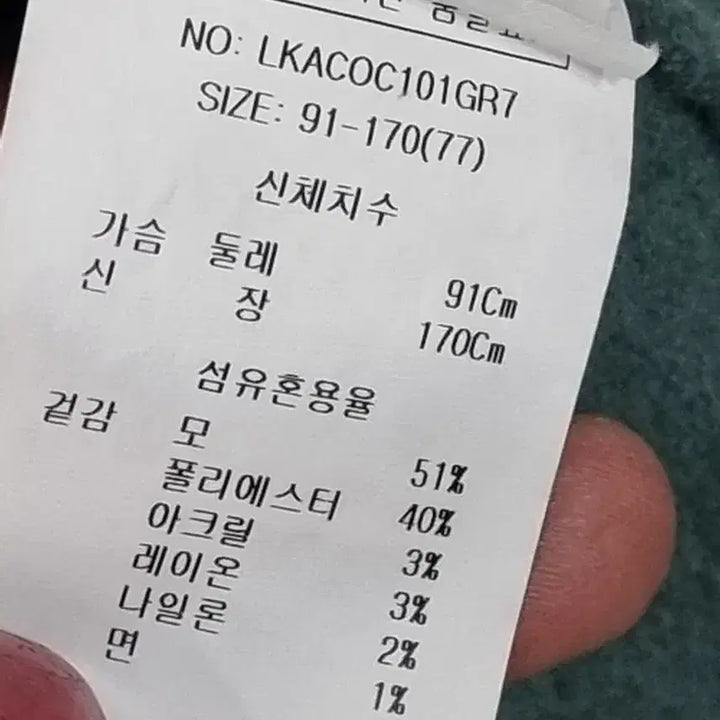 NO: LKACOC101GR7
SIZE: 91-170(77)
신체치수
가슴 둘레 91Cm
신 장 170Cm
섬유혼용율
겉감 모 51%
폴리에스터 40%
아크릴 3%
레이온 3%
나일론 2%
면 1%